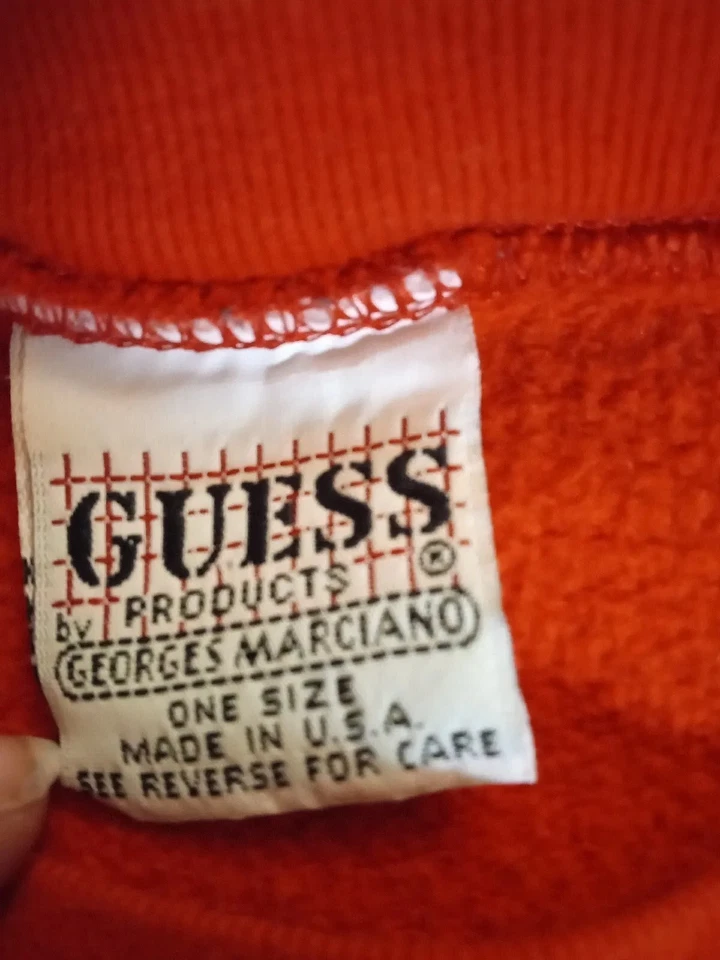 GUESS ®
PRODUCTS
by
GEORGES MARCIANO
ONE SIZE
MADE IN U.S.A.
SEE REVERSE FOR CARE